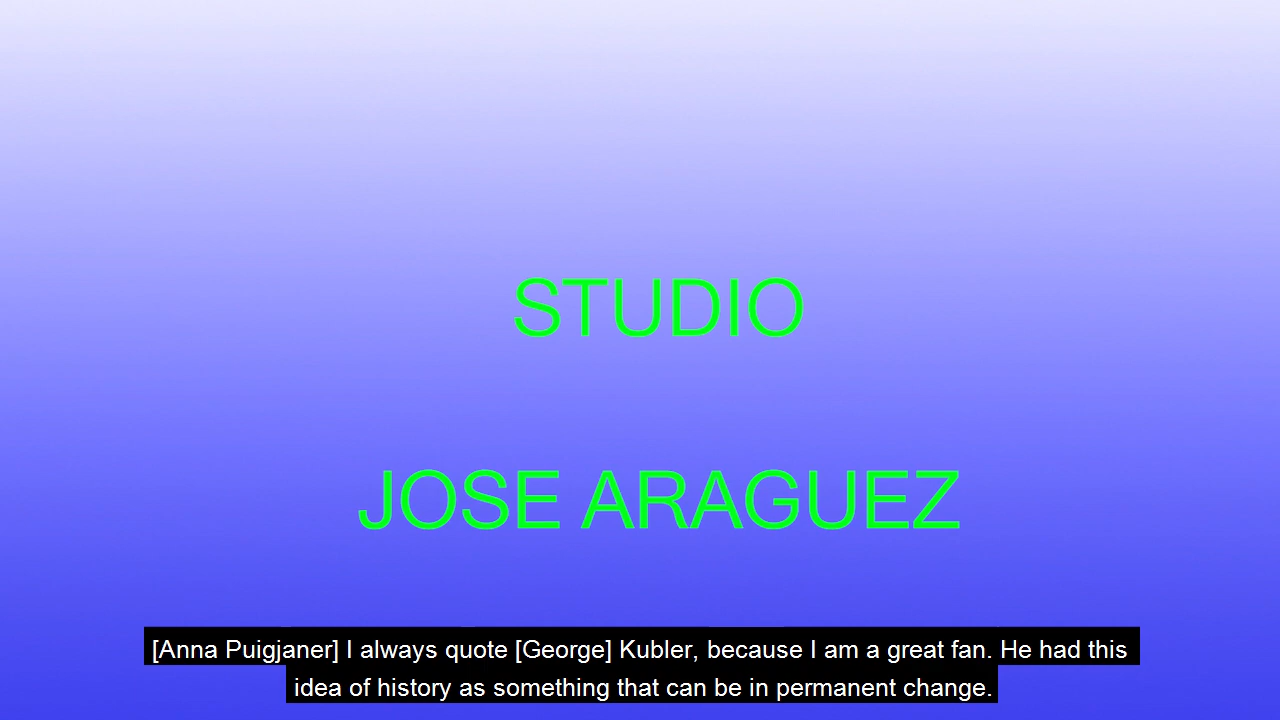 STUDIO
JOSE ARAGUEZ
[Anna Puigjaner] I always quote [George] Kubler, because I am a great fan. He had this
idea of history as something that can be in permanent change.